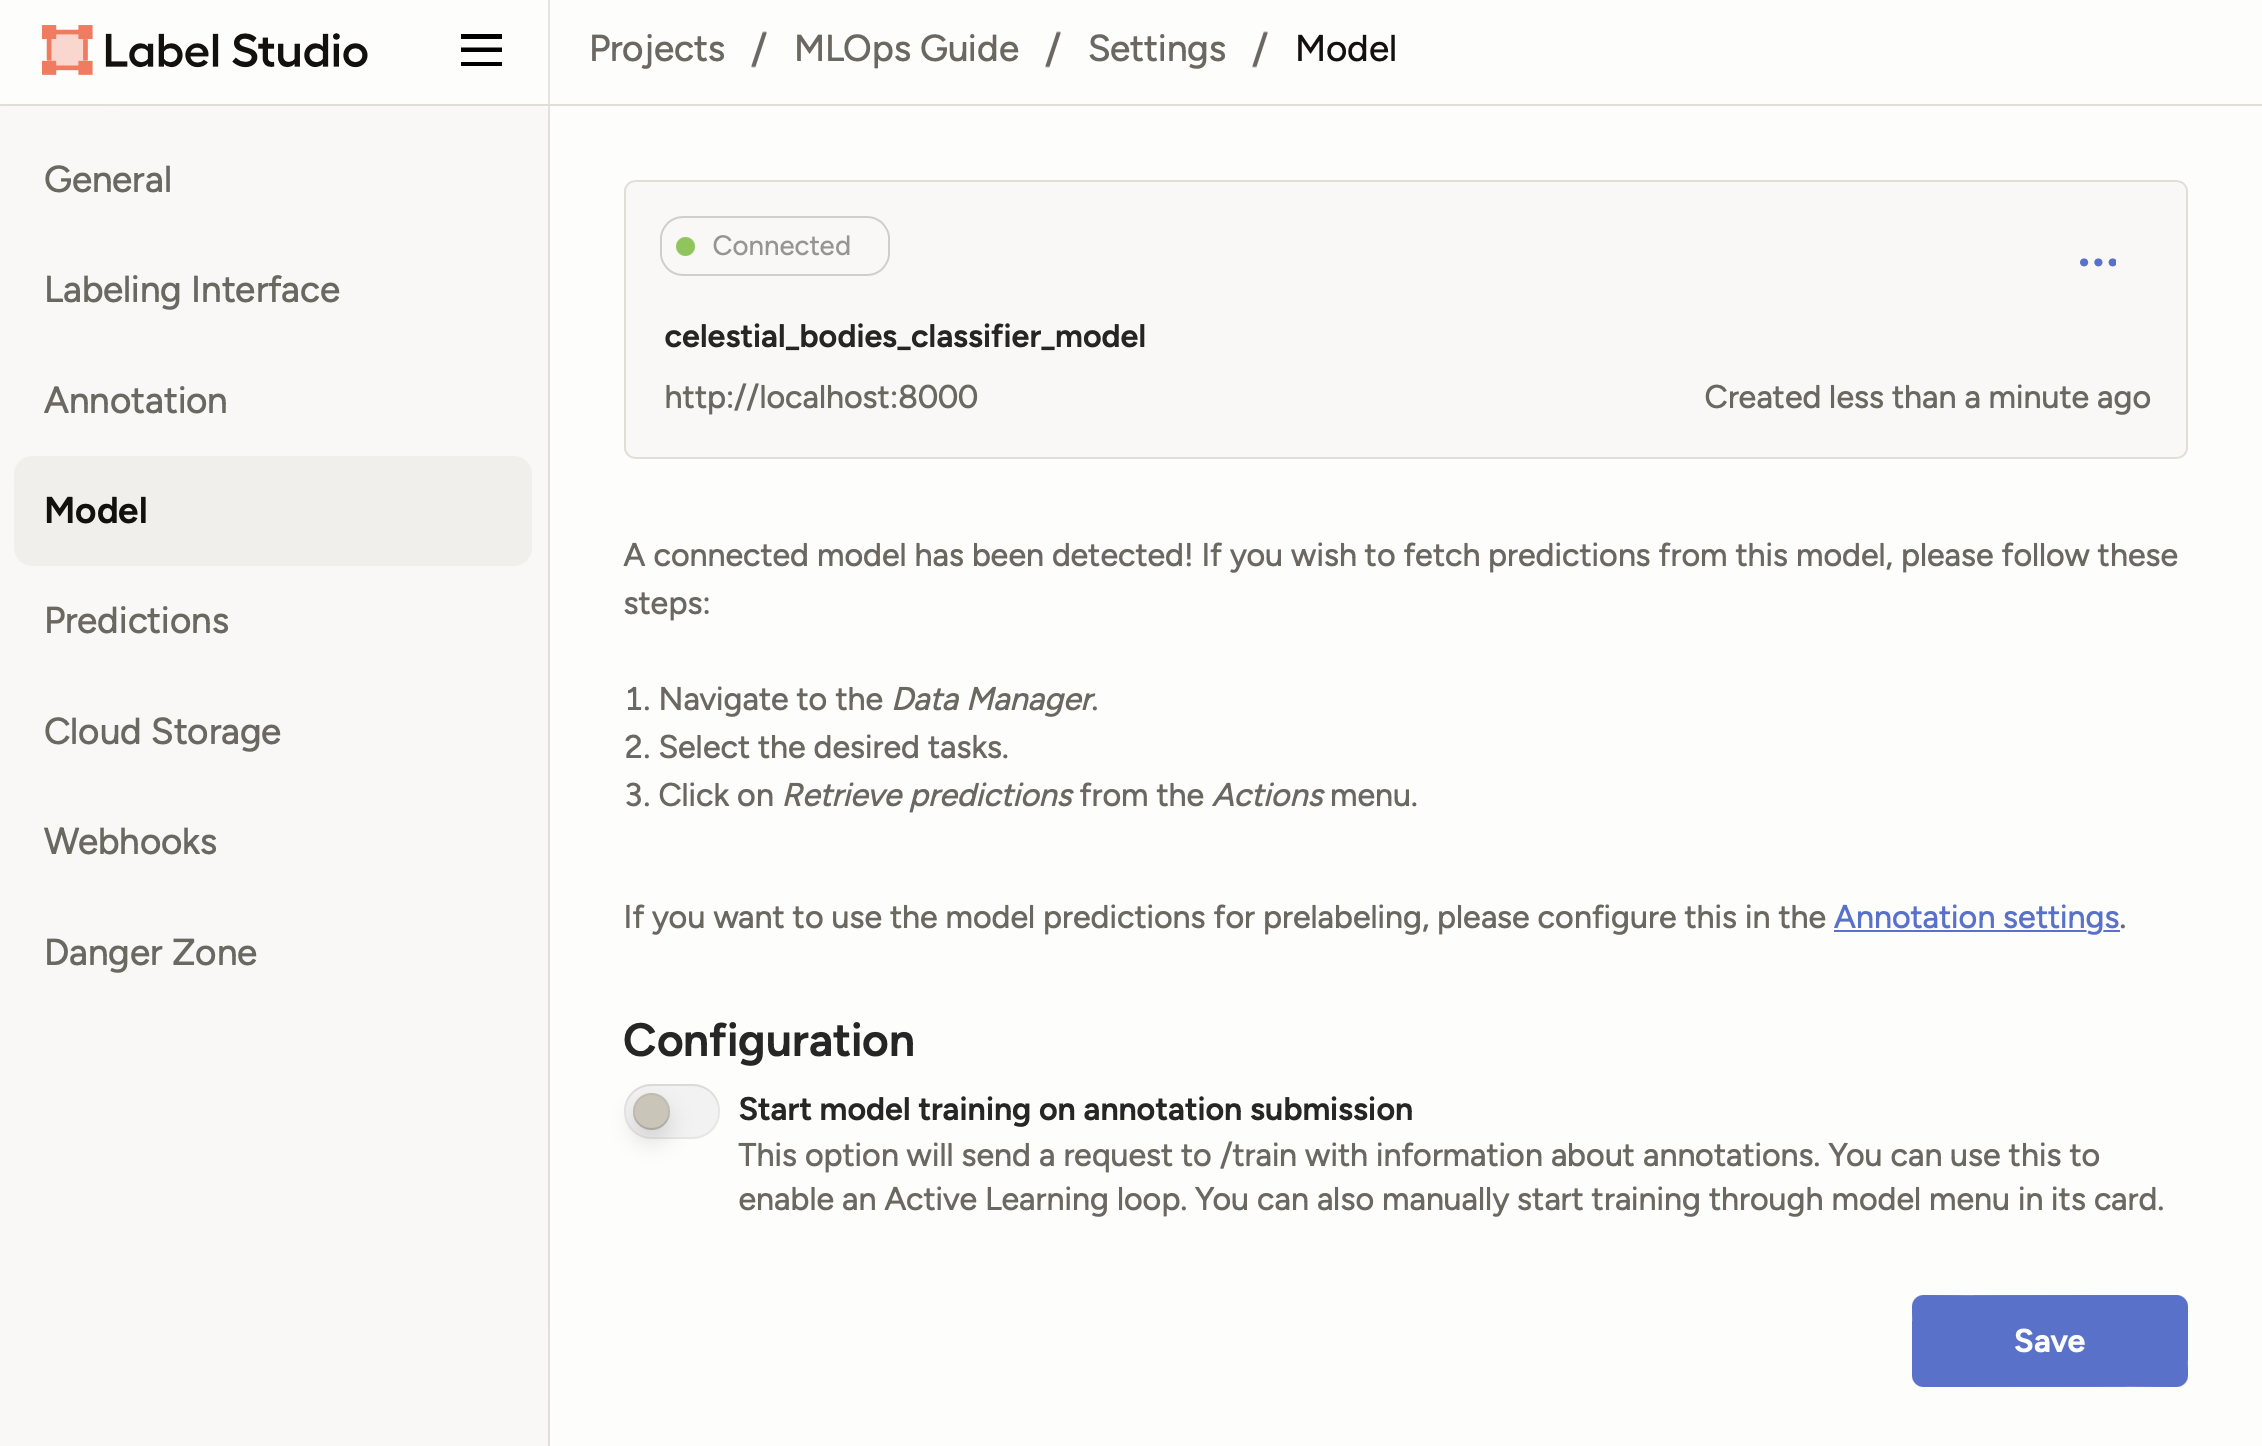 Label Studio
Projects / MLOps Guide / Settings / Model
General
Labeling Interface
Annotation
Model
Predictions
Cloud Storage
Webhooks
Danger Zone
Connected
celestial_bodies_classifier_model
http://localhost:8000
Created less than a minute ago
A connected model has been detected! If you wish to fetch predictions from this model, please follow these
steps:
1. Navigate to the Data Manager.
2. Select the desired tasks.
3. Click on Retrieve predictions from the Actions menu.
If you want to use the model predictions for prelabeling, please configure this in the Annotation settings.
Configuration
Start model training on annotation submission
This option will send a request to /train with information about annotations. You can use this to
enable an Active Learning loop. You can also manually start training through model menu in its card.
Save